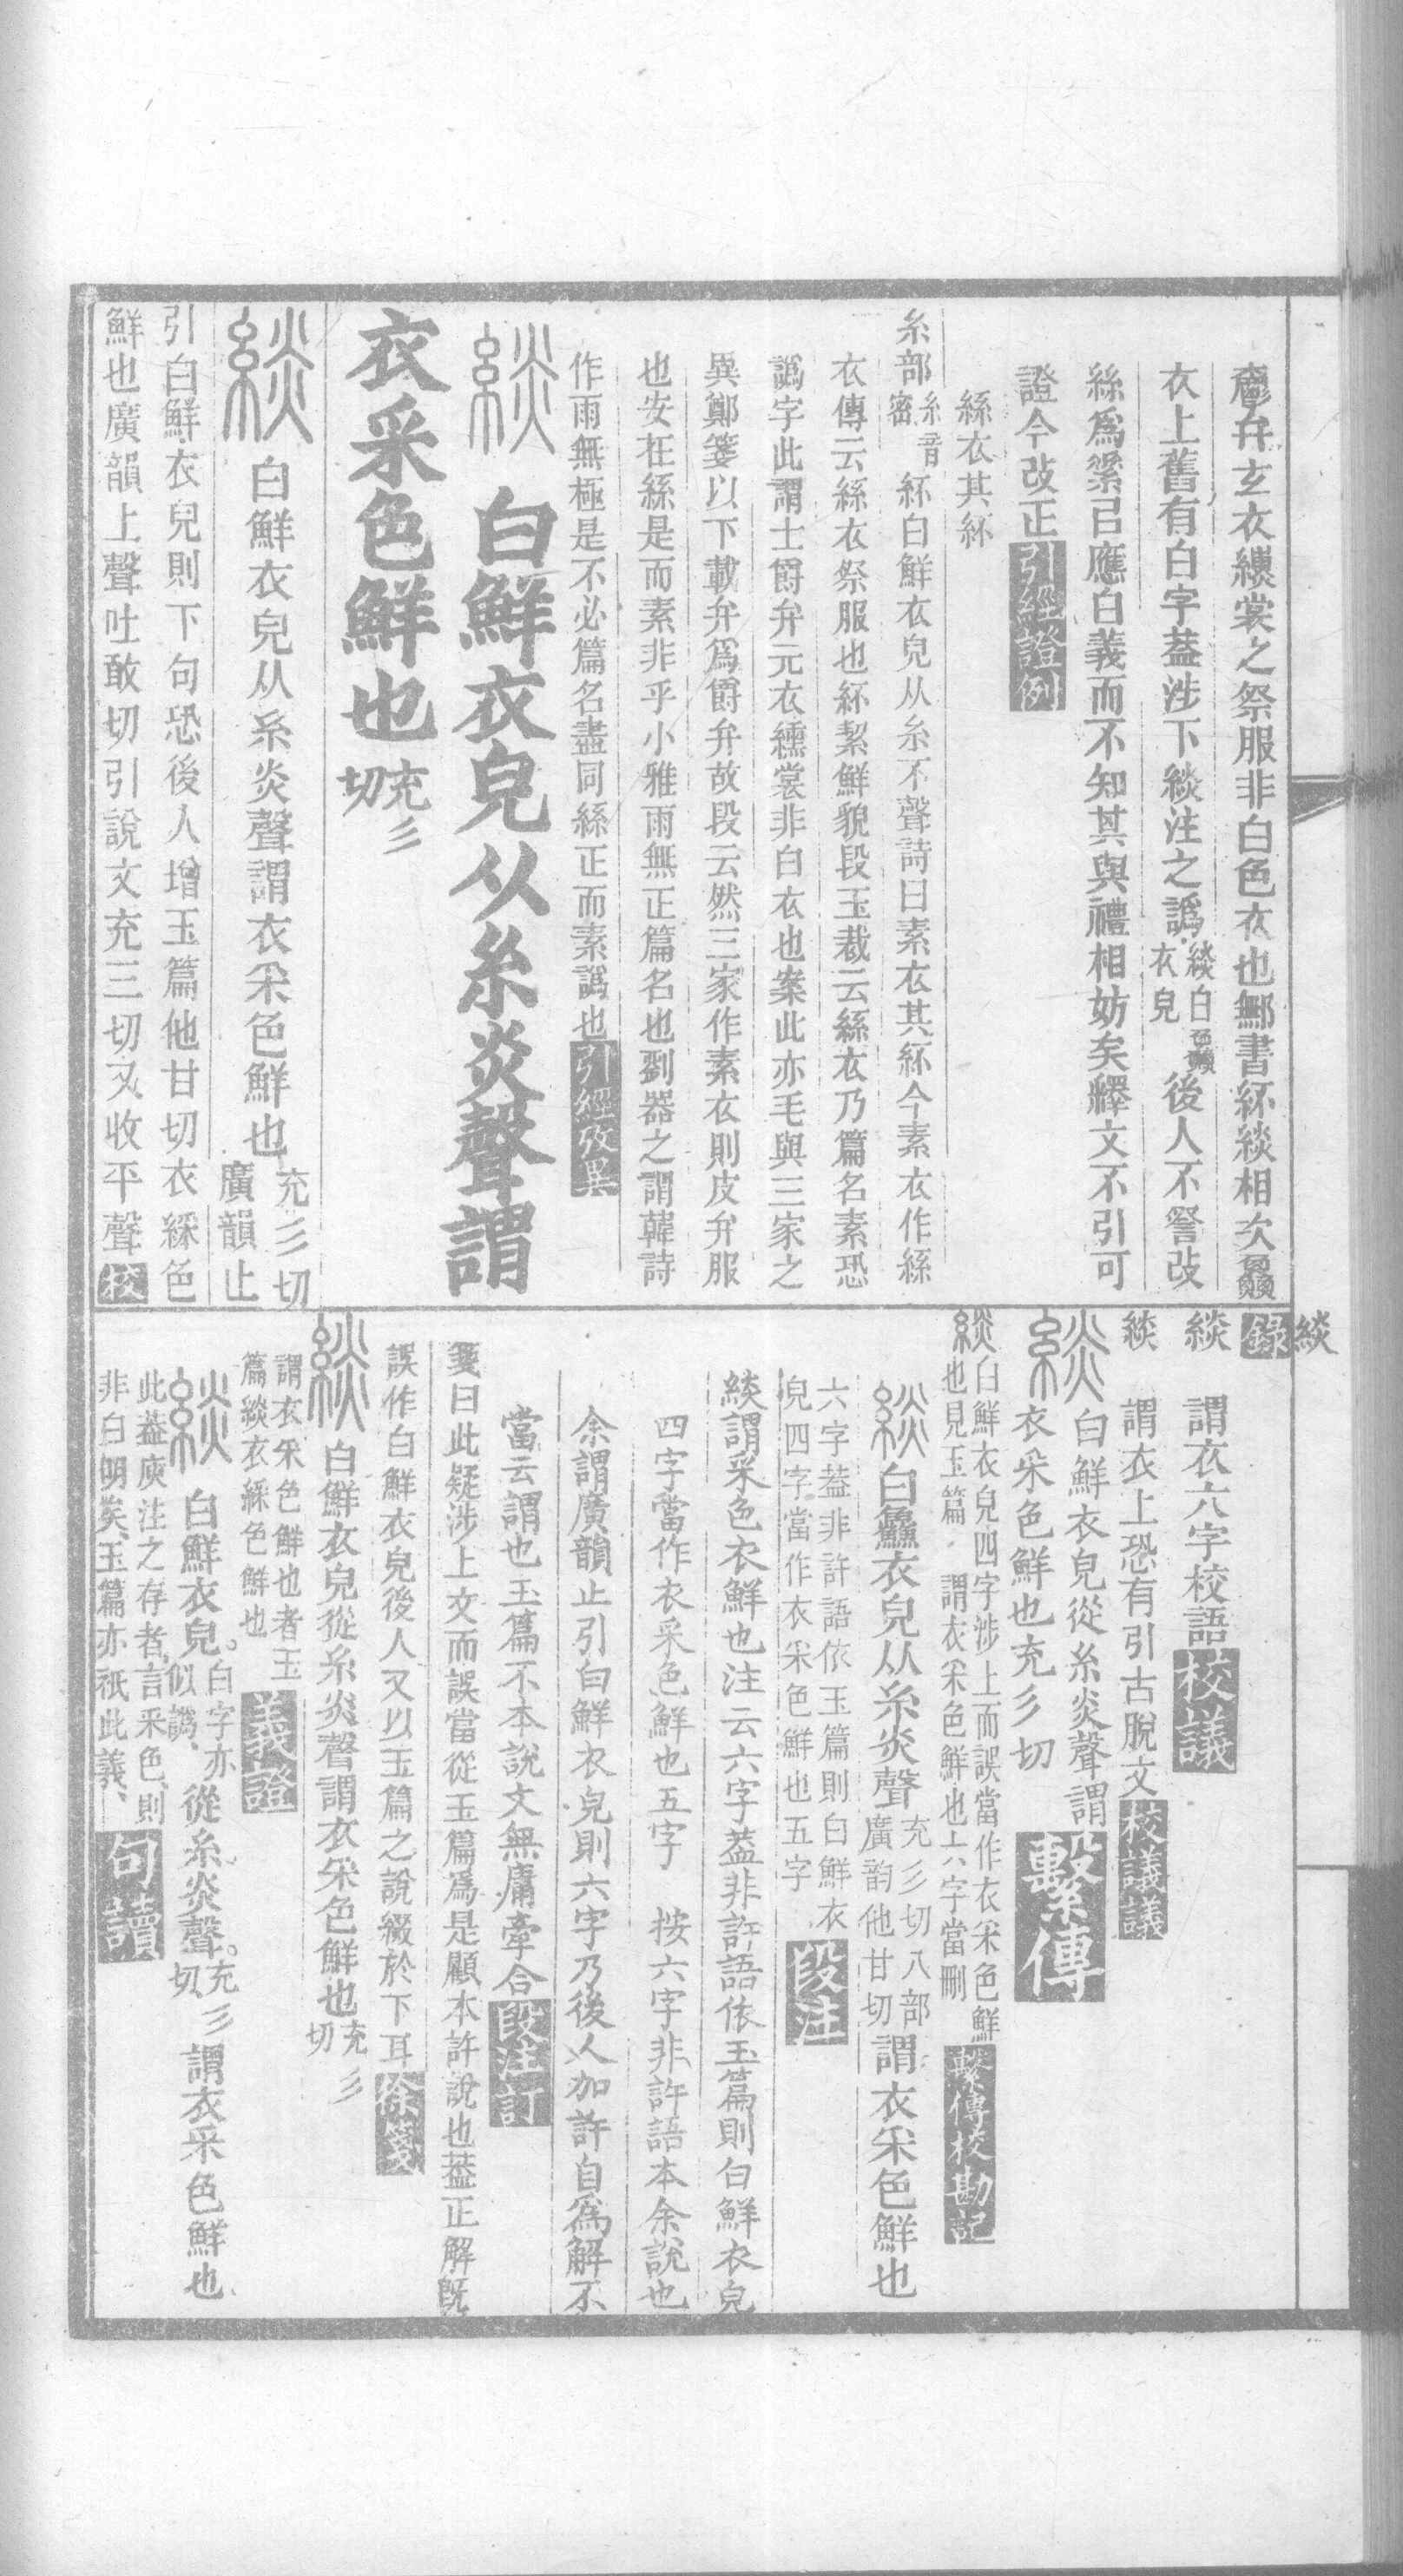 弁玄衣纁裳之祭服非白色衣也鄦書紑緂相次
衣上舊有白字葢涉下緂注之譌緂白衣皃後人不詧改
絲爲綮已應白義而不知其與禮相妨矣釋文不引可
證今改正引經證例
絲衣其紑
糸部糸音密紑白鮮衣皃从糸不聲詩曰素衣其紑今素衣作絲
衣傳云絲衣祭服也紑絜鮮貌段玉裁云絲衣乃篇名素恐
譌字此謂士爵弁元衣纁裳非白衣也案此亦毛與三家之
異鄭箋以下載弁爲爵弁故段云然三家作素衣則皮弁服
也安在絲是而素非乎小雅雨無正篇名也劉器之謂韓詩
作雨無極是不必篇名盡同絲正而素譌也引經攷異
緂白鮮衣皃从糸炎聲謂
衣采色鮮也充彡切
緂白鮮衣皃从糸炎聲謂衣采色鮮也充彡切廣韻止
引白鮮衣皃則下句恐後人增玉篇他甘切衣綵色
鮮也廣韻上聲吐敢切引說文充三切又收平聲校
緂
錄
緂謂衣六字校語校議
緂謂衣上恐有引古脫文校議議
緂白鮮衣皃從糸炎聲謂
衣采色鮮也充彡切繫傳
緂白鮮衣皃四字涉上而誤當作衣采色鮮
也見玉篇謂衣采色鮮也六字當刪繫傳校勘記
緂白鱻衣皃从糸炎聲充彡切八部廣韵他甘切謂衣采色鮮也
六字葢非許語依玉篇則白鮮衣
皃四字當作衣采色鮮也五字段注
緂謂采色衣鮮也注云六字葢非許語依玉篇則白鮮衣皃
四字當作衣采色鮮也五字 按六字非許語本余說也
余謂廣韻止引白鮮衣皃則六字乃後人加許自爲解不
當云謂也玉篇不本說文無庸牽合段注訂
箋曰此疑涉上文而誤當從玉篇爲是顧本許說也葢正解旣
誤作白鮮衣皃後人又以玉篇之說綴於下耳徐箋
緂白鮮衣皃從糸炎聲謂衣采色鮮也充彡切
謂衣采色鮮也者玉
篇緂衣綵色鮮也義證
緂白鮮衣皃。白字亦似譌。從糸炎聲。充彡切謂衣采色鮮也
此葢庾注之存者言采色則
非白明矣玉篇亦祇此義句讀